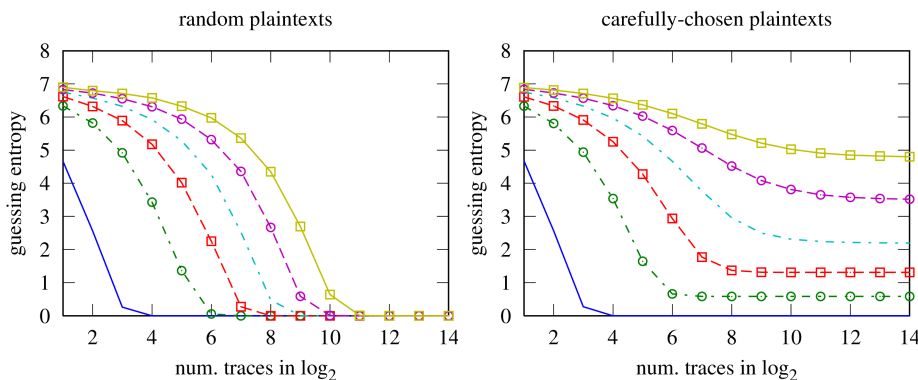 random plaintexts
8
7
6
5
4
3
2
1
0
guessing entropy
2 4 6 8 10 12 14
num. traces in log2
carefully-chosen plaintexts
8
7
6
5
4
3
2
1
0
guessing entropy
2 4 6 8 10 12 14
num. traces in log2